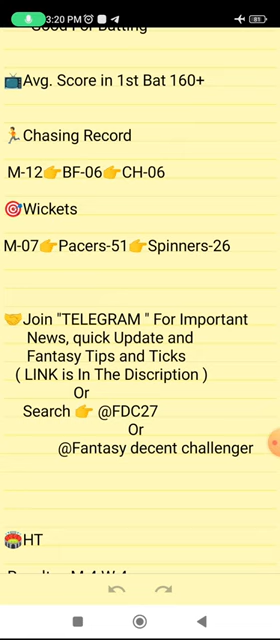 3:20 PM
81
Good For Batting
📺Avg. Score in 1st Bat 160+
🏃Chasing Record
M-12👉BF-06👉CH-06
🎯Wickets
M-07👉Pacers-51👉Spinners-26
🤝Join "TELEGRAM " For Important
News, quick Update and
Fantasy Tips and Ticks
( LINK is In The Discription )
Or
Search 👉 @FDC27
Or
@Fantasy decent challenger
🏟HT